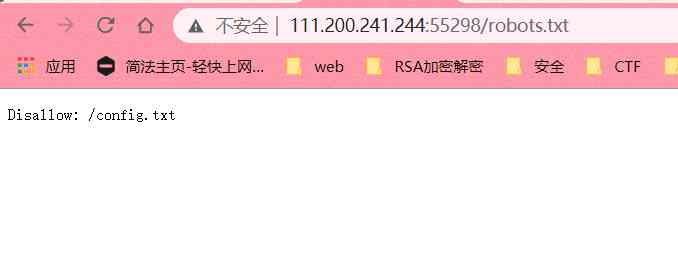 不安全 | 111.200.241.244:55298/robots.txt
应用 简法主页-轻快上网... web RSA加密解密 安全 CTF
Disallow: /config.txt